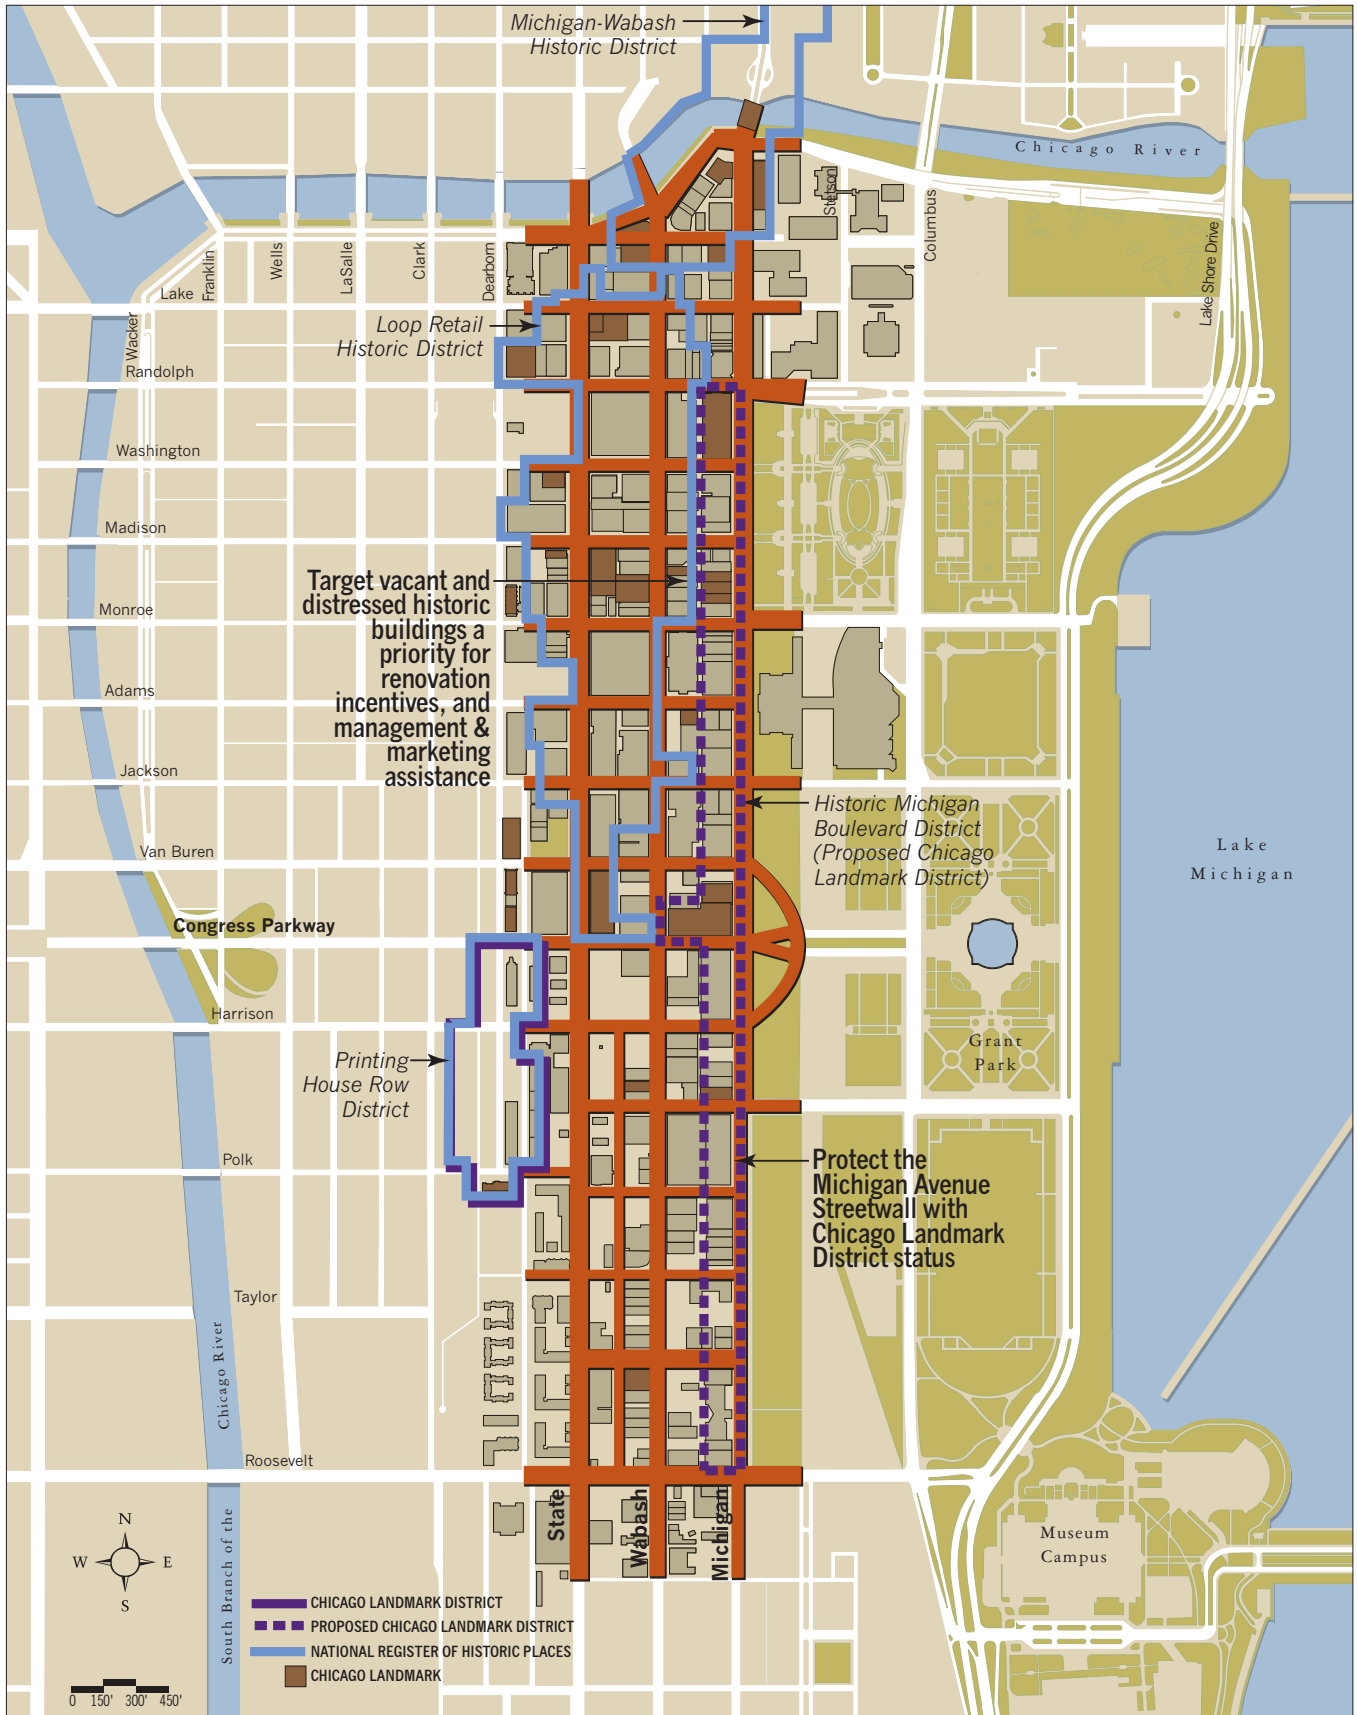 Michigan-Wabash
Historic District
Chicago River
Stetson
Columbus
Lake Shore Drive
Franklin
Wells
LaSalle
Clark
Dearborn
Lake
Wacker
Loop Retail
Historic District
Randolph
Washington
Madison
Target vacant and
distressed historic
buildings a
priority for
renovation
incentives, and
management &
marketing
assistance
Monroe
Adams
Jackson
Historic Michigan
Boulevard District
(Proposed Chicago
Landmark District)
Lake
Michigan
Van Buren
Congress Parkway
Harrison
Grant
Park
Printing
House Row
District
Polk
Protect the
Michigan Avenue
Streetwall with
Chicago Landmark
District status
Taylor
Chicago River
Roosevelt
State
Wabash
Michigan
Museum
Campus
N
W
E
S
South Branch of the
CHICAGO LANDMARK DISTRICT
PROPOSED CHICAGO LANDMARK DISTRICT
NATIONAL REGISTER OF HISTORIC PLACES
CHICAGO LANDMARK
0 150' 300' 450'